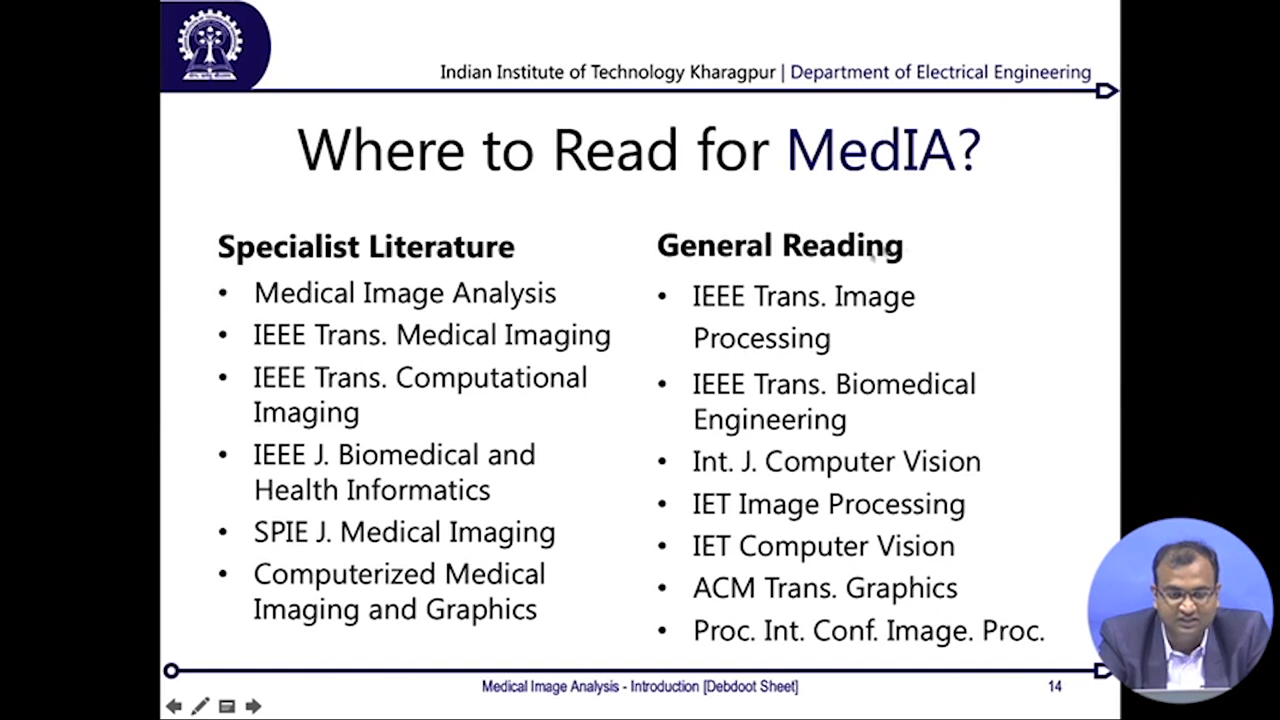 Indian Institute of Technology Kharagpur | Department of Electrical Engineering
Where to Read for MedIA?
Specialist Literature
• Medical Image Analysis
• IEEE Trans. Medical Imaging
• IEEE Trans. Computational
Imaging
• IEEE J. Biomedical and
Health Informatics
• SPIE J. Medical Imaging
• Computerized Medical
Imaging and Graphics
General Reading
• IEEE Trans. Image
Processing
• IEEE Trans. Biomedical
Engineering
• Int. J. Computer Vision
• IET Image Processing
• IET Computer Vision
• ACM Trans. Graphics
• Proc. Int. Conf. Image. Proc.
Medical Image Analysis - Introduction [Debdoot Sheet]
14